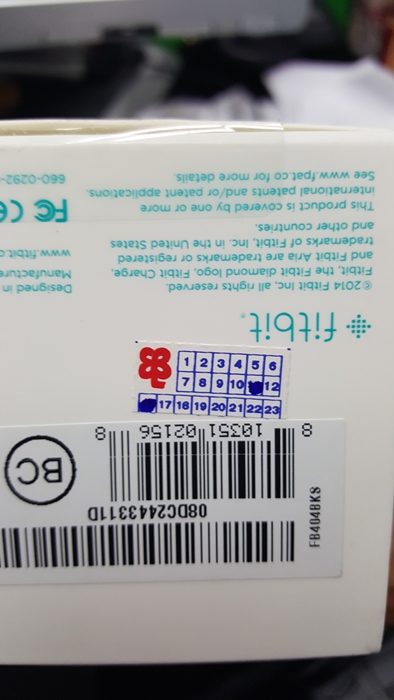 FB404BKS
08DC2443311D
8 10351 02156 8
BC
1 2 3 4 5 6
7 8 9 10 12
17 18 19 20 21 22 23
fitbit.
©2014 Fitbit Inc, all rights reserved.
Fitbit, the Fitbit diamond logo, Fitbit Charge,
and Fitbit Aria are trademarks or registered
trademarks of Fitbit, Inc. in the United States
and other countries.
This product is covered by one or more
international patents and/or patent applications.
See www.fpat.co for more details.
Designed in
Manufacture
www.fitbit.c
FC CE
660-0292-